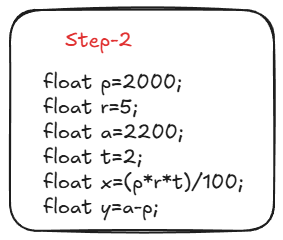 Step-2
float p=2000;
float r=5;
float a=2200;
float t=2;
float x=(p*r*t)/100;
float y=a-p;